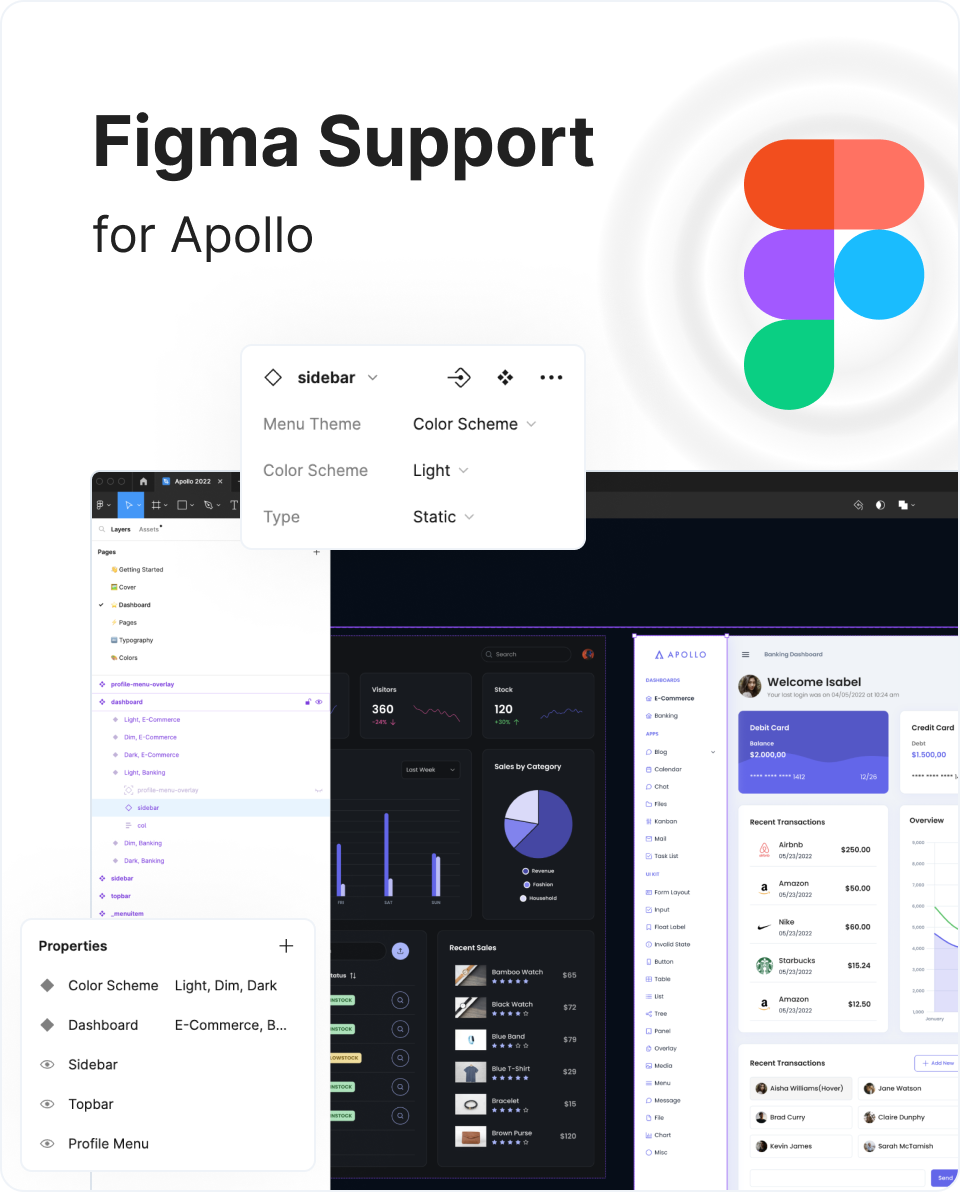 Figma Support
for Apollo
sidebar
Menu Theme Color Scheme
Color Scheme Light
Type Static
Apollo 2022
Layers Assets
Pages
Getting Started
Cover
Dashboard
Pages
Typography
Colors
profile-menu-overlay
dashboard
Light, E-Commerce
Dim, E-Commerce
Dark, E-Commerce
Light, Banking
profile-menu-overlay
sidebar
col
Dim, Banking
Dark, Banking
sidebar
topbar
_menuitem
Properties
Color Scheme Light, Dim, Dark
Dashboard E-Commerce, B...
Sidebar
Topbar
Profile Menu
Search
Visitors
360
-24%
Stock
120
+30%
Last Week
FRI SAT SUN
Sales by Category
Revenue
Fashion
Household
tatus
INSTOCK
INSTOCK
LOWSTOCK
INSTOCK
INSTOCK
Recent Sales
Bamboo Watch $65
Black Watch $72
Blue Band $79
Blue T-Shirt $29
Bracelet $15
Brown Purse $120
APOLLO
DASHBOARDS
E-Commerce
Banking
APPS
Blog
Calendar
Chat
Files
Kanban
Mail
Task List
UI KIT
Form Layout
Input
Float Label
Invalid State
Button
Table
List
Tree
Panel
Overlay
Media
Menu
Message
File
Chart
Misc
Banking Dashboard
Welcome Isabel
Your last login was on 04/05/2022 at 10:24 am
Debit Card
Balance
$2.000,00
**** **** **** 1412 12/26
Credit Card
Debt
$1.500,00
**** **** **** 1
Recent Transactions
Airbnb
05/23/2022
$250.00
Amazon
05/23/2022
$50.00
Nike
05/23/2022
$60.00
Starbucks
05/23/2022
$15.24
Amazon
05/23/2022
$12.50
Overview
9,000
8,000
7,000
6,000
5,000
4,000
3,000
2,000
1,000
January
Recent Transactions
Add New
Aisha Williams(Hover) Jane Watson
Brad Curry Claire Dunphy
Kevin James Sarah McTamish
Send